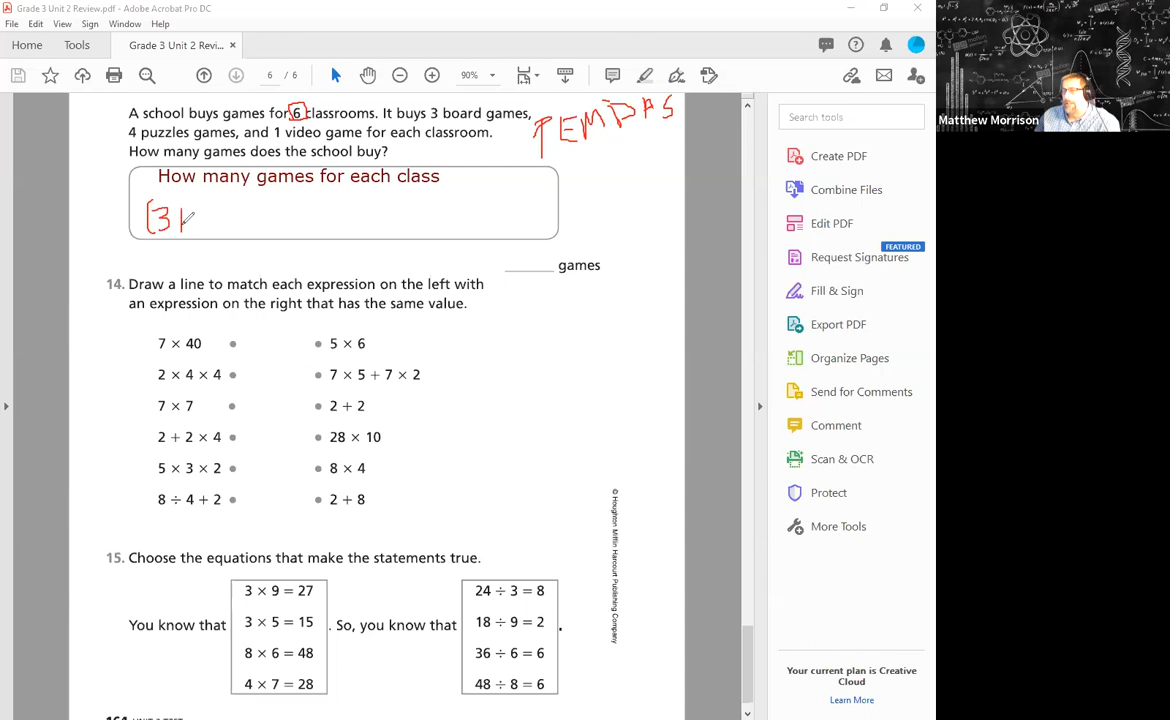 Grade 3 Unit 2 Review.pdf - Adobe Acrobat Pro DC
File Edit View Sign Window Help
Home Tools Grade 3 Unit 2 Revi... ×
6 / 6 90%
A school buys games for 6 classrooms. It buys 3 board games,
4 puzzles games, and 1 video game for each classroom.
How many games does the school buy?
PEMDAS
How many games for each class
(3 +
_____ games
14. Draw a line to match each expression on the left with
an expression on the right that has the same value.
7 × 40 • • 5 × 6
2 × 4 × 4 • • 7 × 5 + 7 × 2
7 × 7 • • 2 + 2
2 + 2 × 4 • • 28 × 10
5 × 3 × 2 • • 8 × 4
8 ÷ 4 + 2 • • 2 + 8
15. Choose the equations that make the statements true.
You know that
3 × 9 = 27
3 × 5 = 15
8 × 6 = 48
4 × 7 = 28
. So, you know that
24 ÷ 3 = 8
18 ÷ 9 = 2
36 ÷ 6 = 6
48 ÷ 8 = 6
.
© Houghton Mifflin Harcourt Publishing Company
Matthew Morrison
Search Tools
Create PDF
Combine Files
Edit PDF
FEATURED
Request Signatures
Fill & Sign
Export PDF
Organize Pages
Send for Comments
Comment
Scan & OCR
Protect
More Tools
Your current plan is Creative
Cloud
Learn More